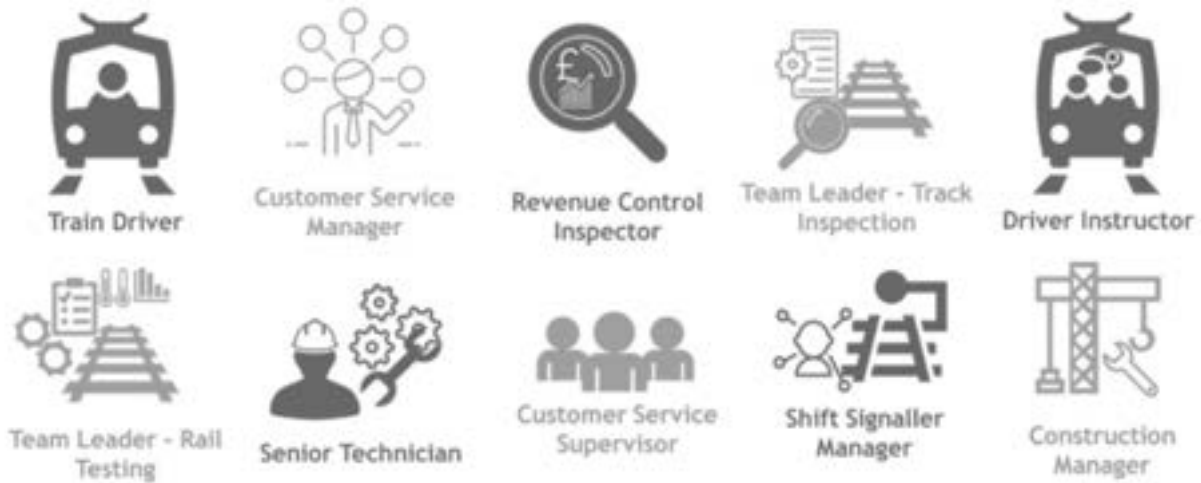 £
Train Driver
Customer Service
Manager
Revenue Control
Inspector
Team Leader - Track
Inspection
Driver Instructor
Team Leader - Rail
Testing
Senior Technician
Customer Service
Supervisor
Shift Signaller
Manager
Construction
Manager